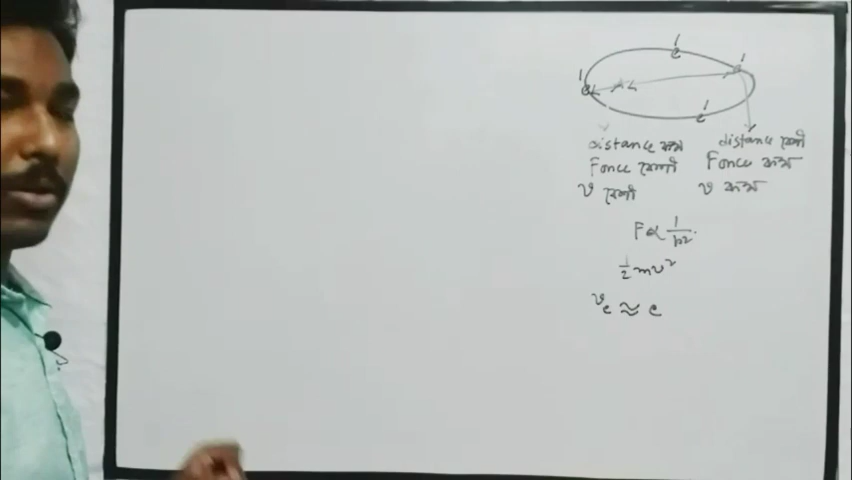 distance কম
Force বেশী
v বেশী
distance বেশী
Force কম
v কম
F ∝ 1/r²
½mv²
vₑ ≈ c